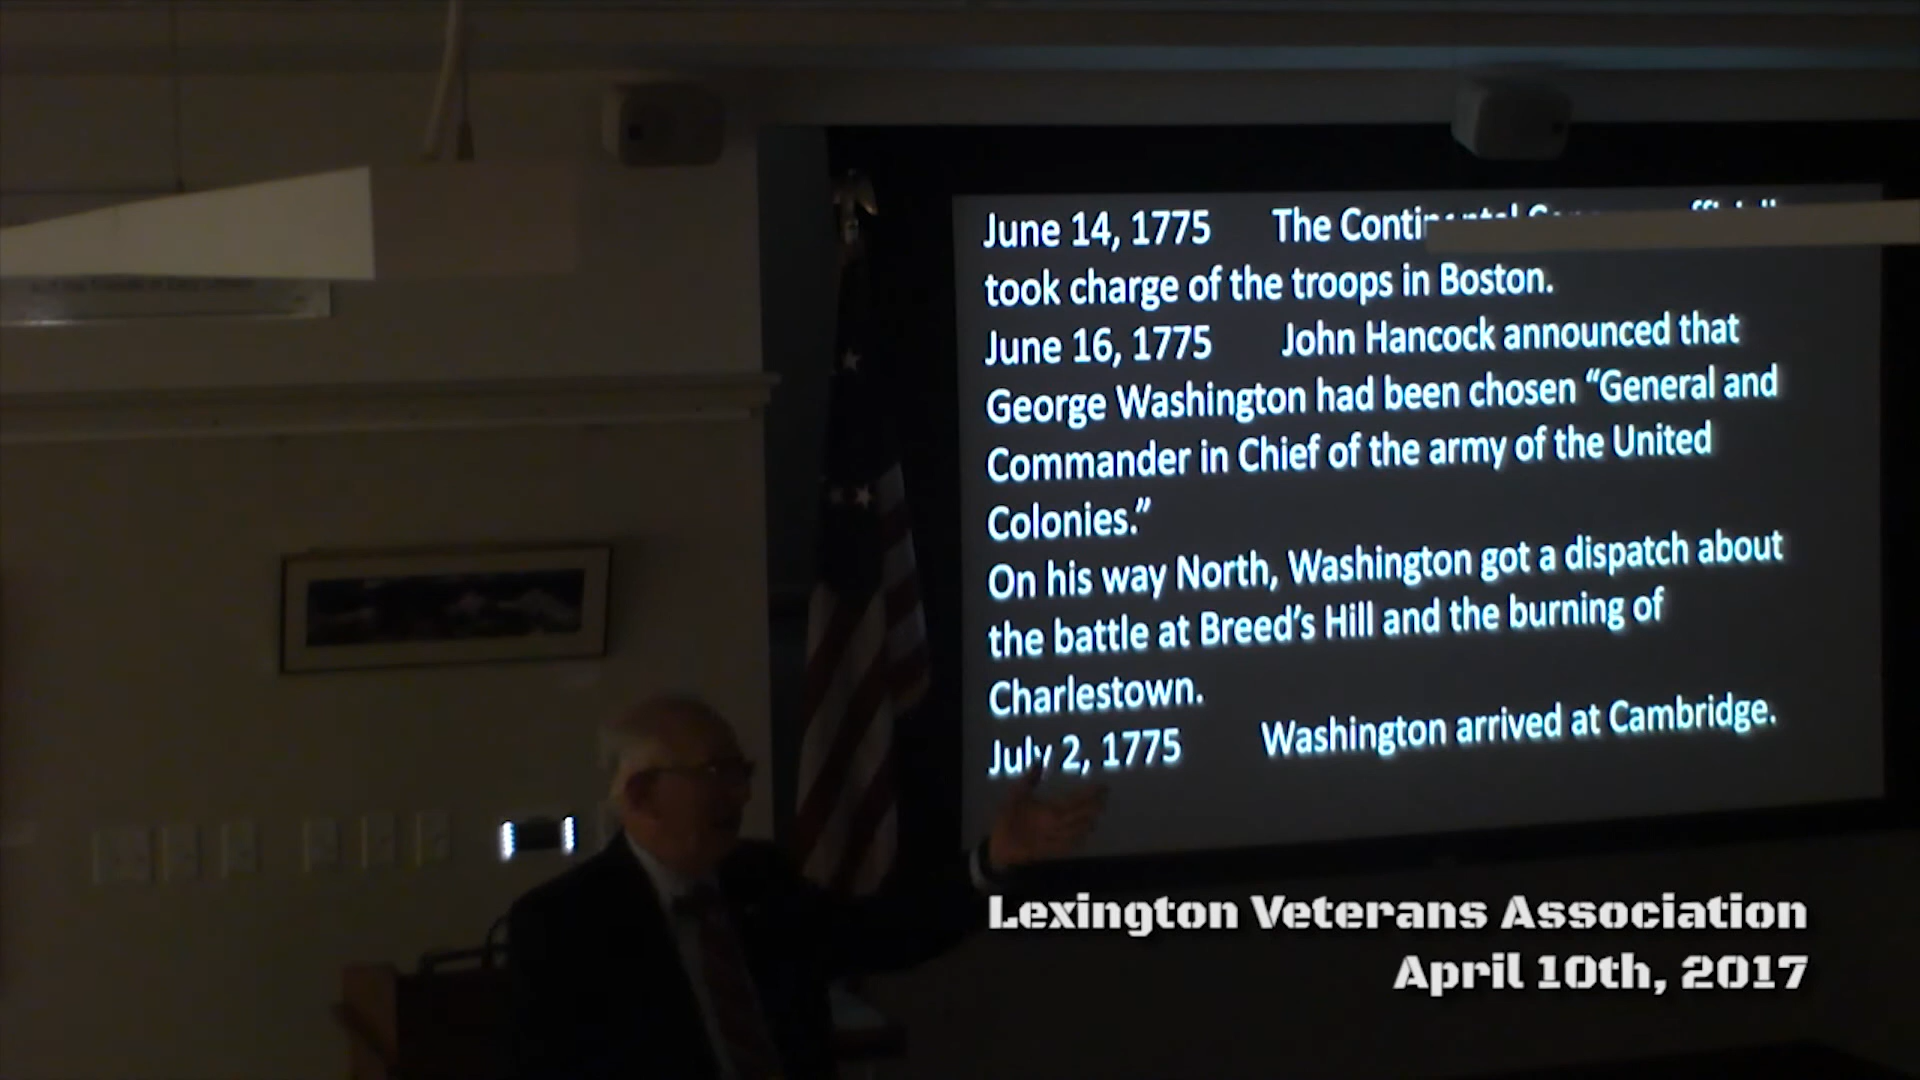 June 14, 1775 The
took charge of the troops in Boston.
June 16, 1775 John Hancock announced that
George Washington had been chosen “General and
Commander in Chief of the army of the United
Colonies.”
On his way North, Washington got a dispatch about
the battle at Breed’s Hill and the burning of
Charlestown.
July 2, 1775 Washington arrived at Cambridge.
Lexington Veterans Association
April 10th, 2017